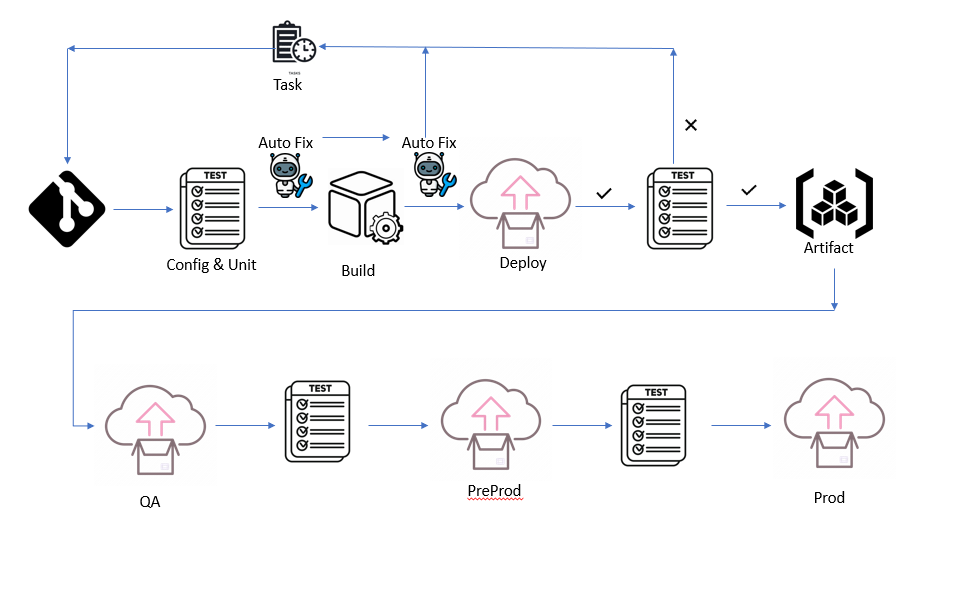 TASKS
Task
Auto Fix
Auto Fix
TEST
Config & Unit
Build
Deploy
TEST
Artifact
QA
TEST
PreProd
TEST
Prod